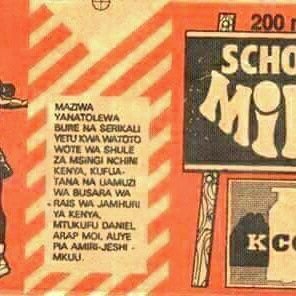 200 m
SCHO
MIL
MAZIWA
YANATOLEWA
BURE NA SERIKALI
YETU KWA WATOTO
WOTE WA SHULE
ZA MSINGI NCHINI
KENYA, KUFUA-
TANA NA UAMUZI
WA BUSARA WA
RAIS WA JAMHURI
YA KENYA,
MTUKUFU DANIEL
ARAP MOI, ALIYE
PIA AMIRI-JESHI -
MKUU.
KCC